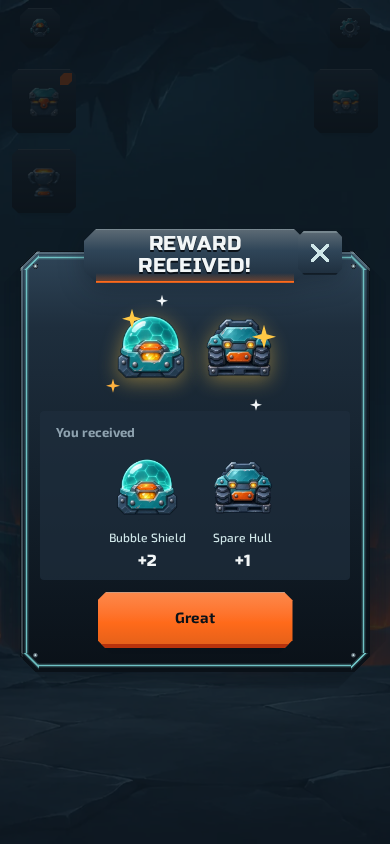 REWARD
RECEIVED!
You received
Bubble Shield
Spare Hull
+2
+1
Great